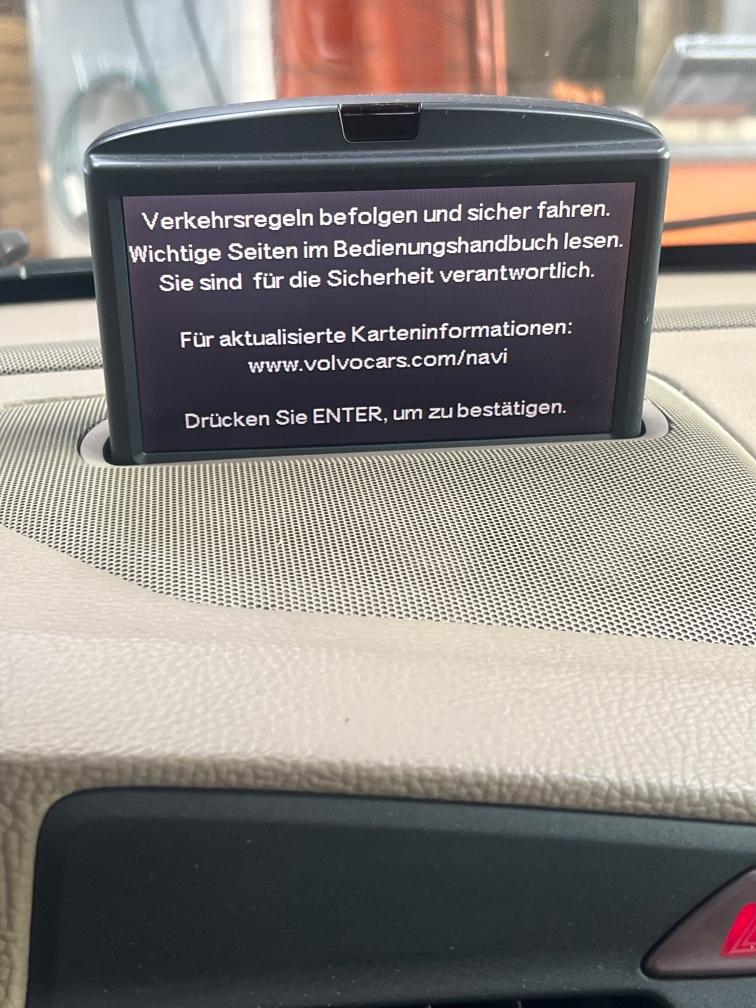 Verkehrsregeln befolgen und sicher fahren.
Wichtige Seiten im Bedienungshandbuch lesen.
Sie sind für die Sicherheit verantwortlich.
Für aktualisierte Karteninformationen:
www.volvocars.com/navi
Drücken Sie ENTER, um zu bestätigen.